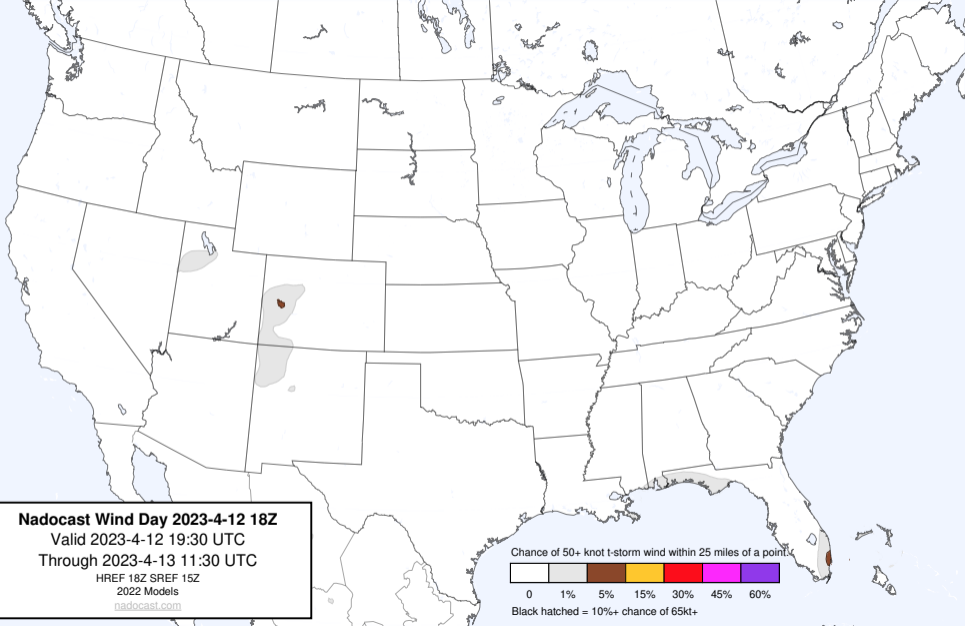 Nadocast Wind Day 2023-4-12 18Z
Valid 2023-4-12 19:30 UTC
Through 2023-4-13 11:30 UTC
HREF 18Z SREF 15Z
2022 Models
nadocast.com
Chance of 50+ knot t-storm wind within 25 miles of a point.
0 1% 5% 15% 30% 45% 60%
Black hatched = 10%+ chance of 65kt+